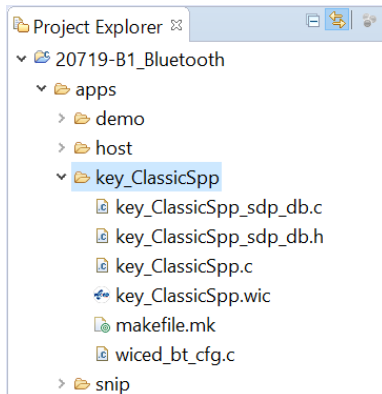 Project Explorer
20719-B1_Bluetooth
apps
demo
host
key_ClassicSpp
key_ClassicSpp_sdp_db.c
key_ClassicSpp_sdp_db.h
key_ClassicSpp.c
key_ClassicSpp.wic
makefile.mk
wiced_bt_cfg.c
snip